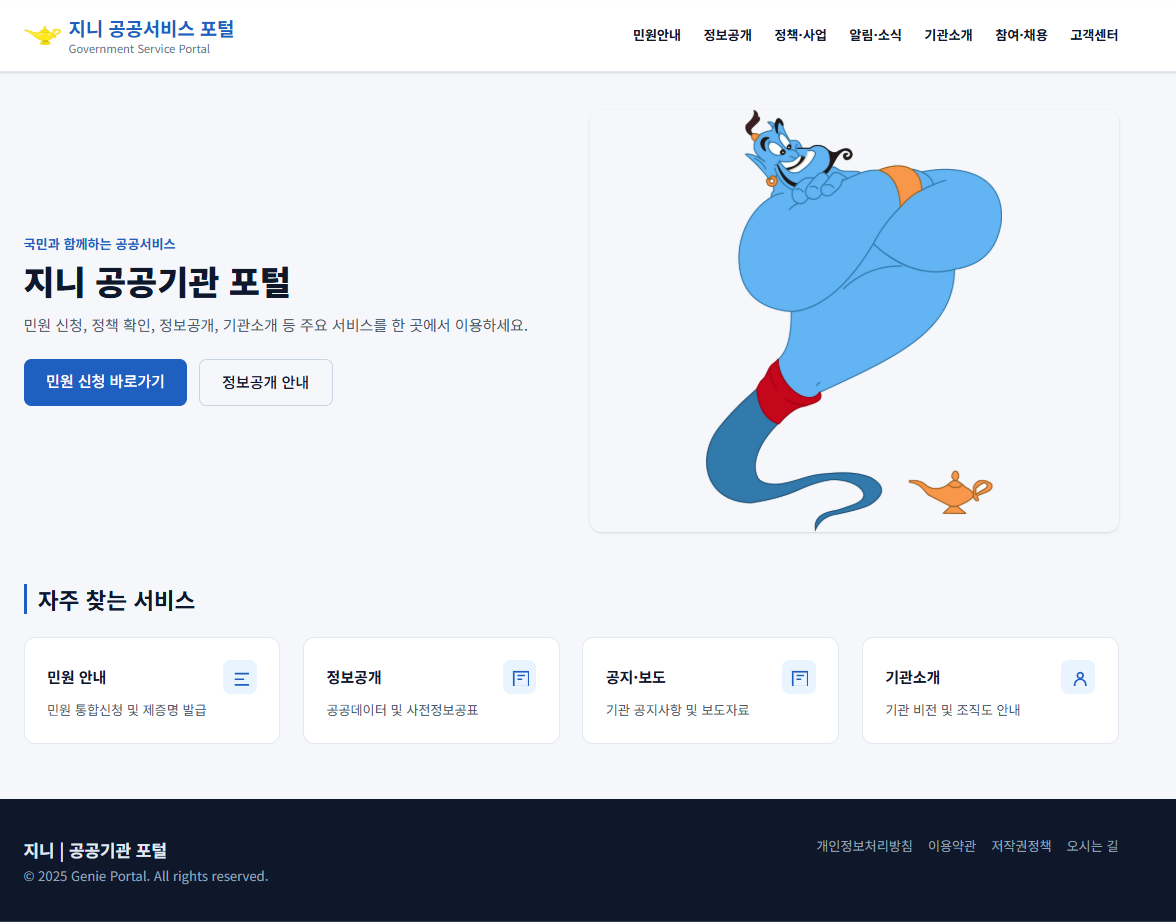 지니 공공서비스 포털
Government Service Portal
민원안내 정보공개 정책·사업 알림·소식 기관소개 참여·채용 고객센터
국민과 함께하는 공공서비스
지니 공공기관 포털
민원 신청, 정책 확인, 정보공개, 기관소개 등 주요 서비스를 한 곳에서 이용하세요.
민원 신청 바로가기 정보공개 안내
자주 찾는 서비스
민원 안내
민원 통합신청 및 제증명 발급
정보공개
공공데이터 및 사전정보공표
공지·보도
기관 공지사항 및 보도자료
기관소개
기관 비전 및 조직도 안내
지니 | 공공기관 포털
© 2025 Genie Portal. All rights reserved.
개인정보처리방침 이용약관 저작권정책 오시는 길